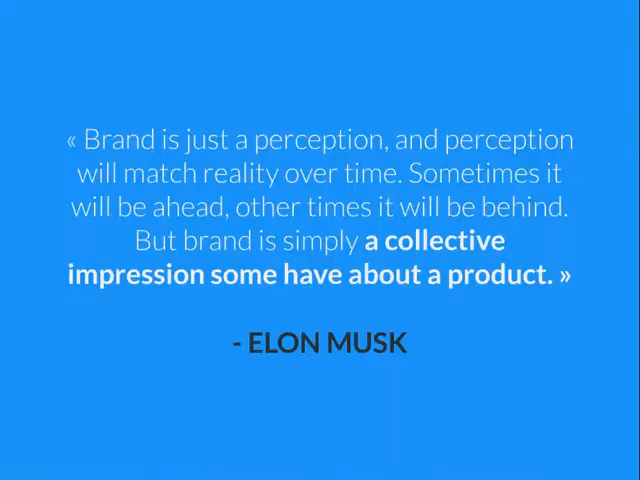 « Brand is just a perception, and perception
will match reality over time. Sometimes it
will be ahead, other times it will be behind.
But brand is simply a collective
impression some have about a product. »
- ELON MUSK